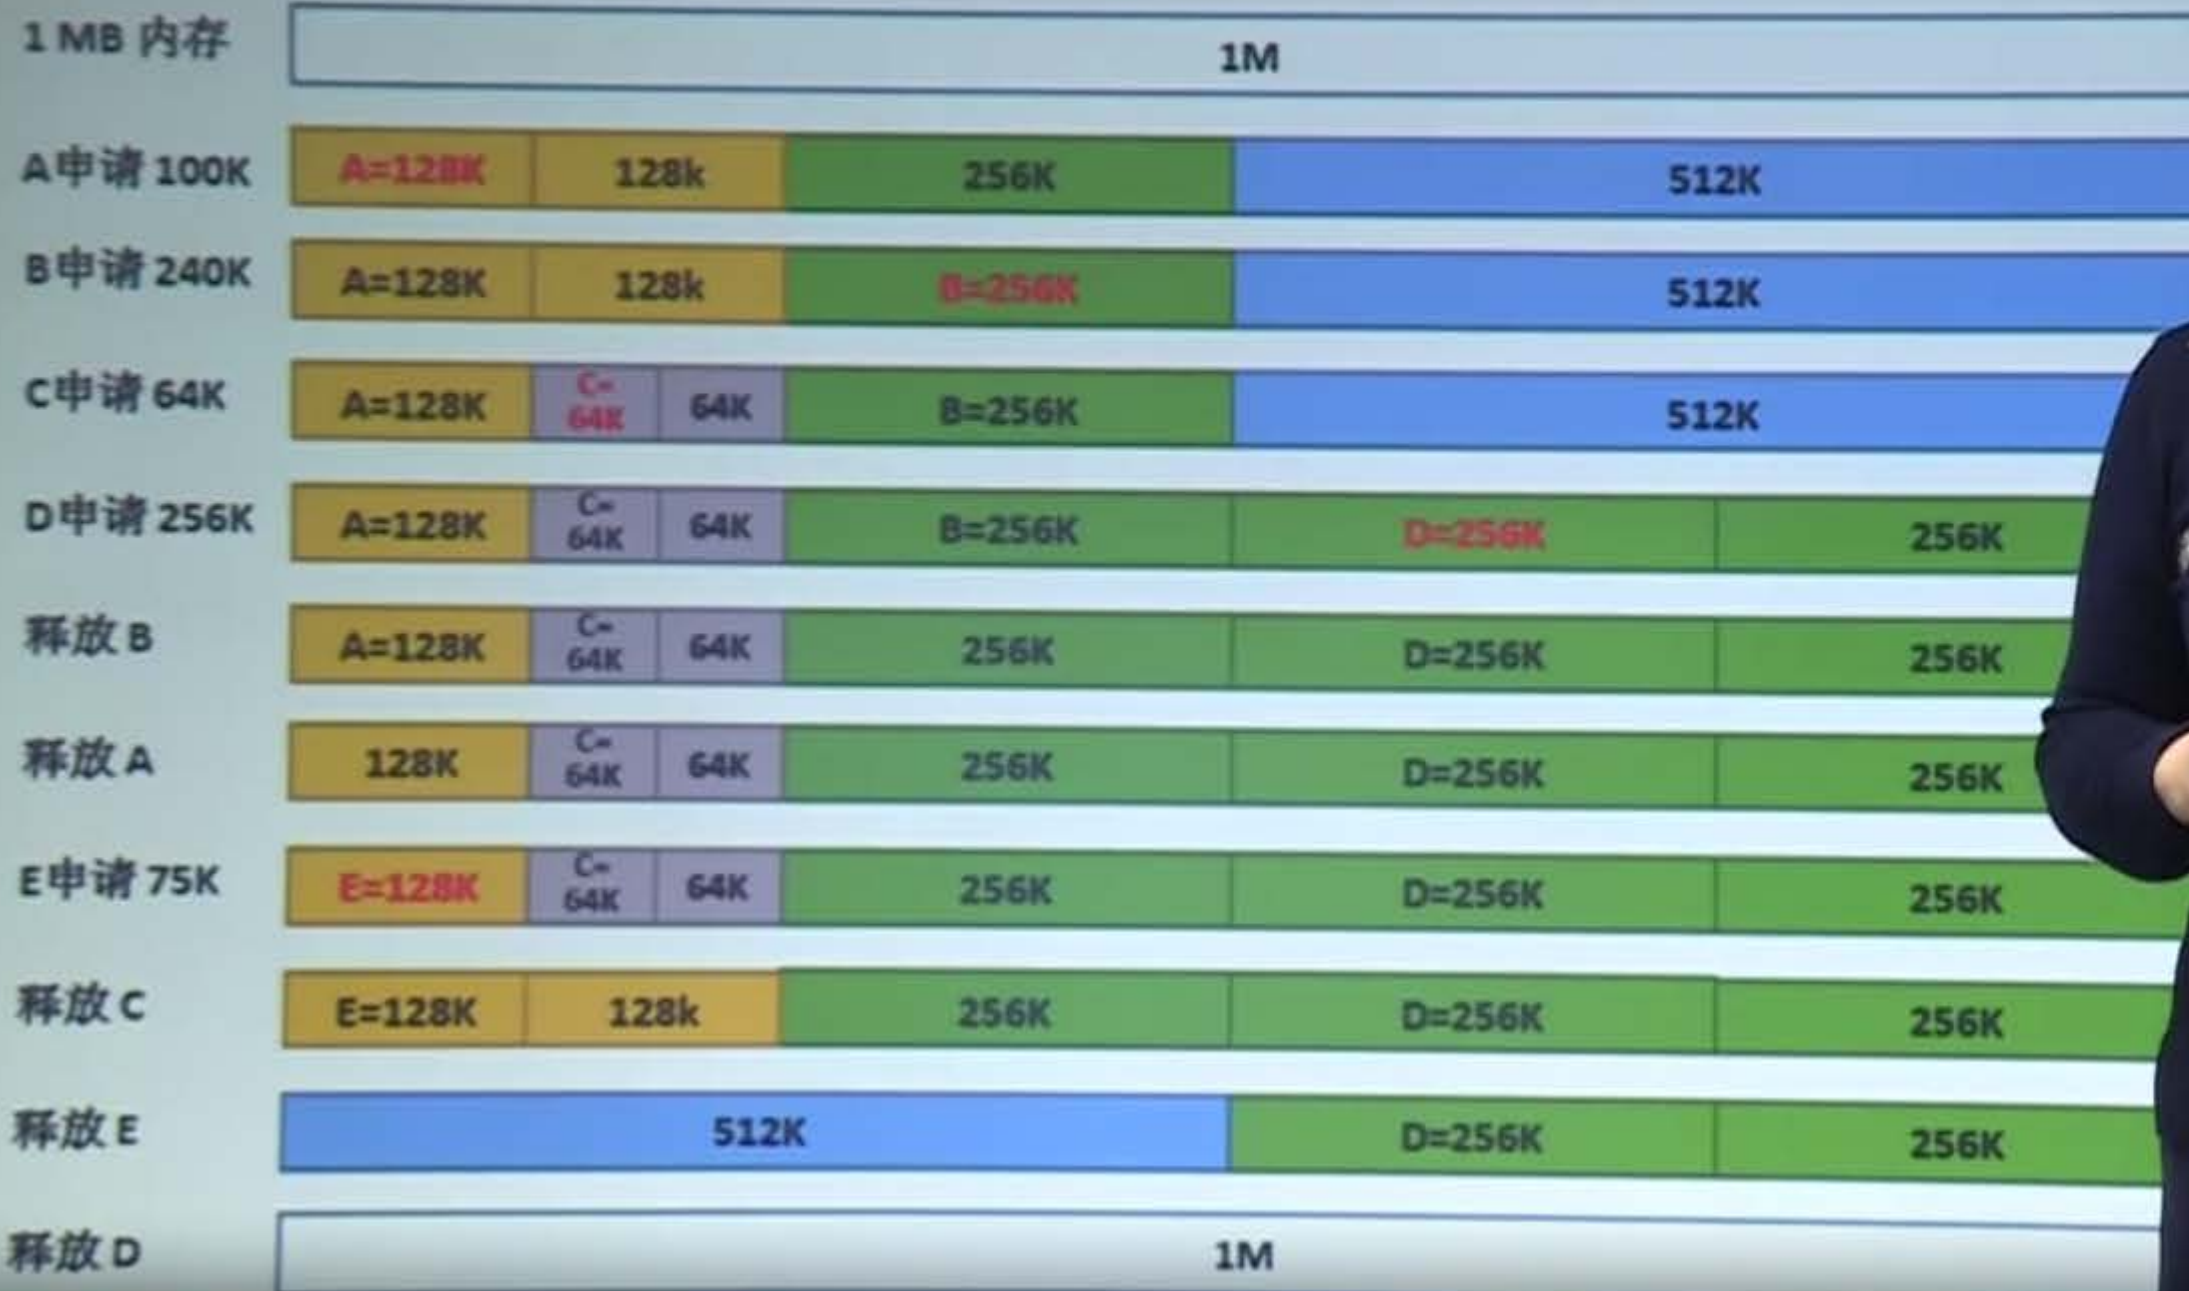 1 MB 内存 1M
A申请 100K A=128K 128k 256K 512K
B申请 240K A=128K 128k B=256K 512K
C申请 64K A=128K C=64K 64K B=256K 512K
D申请 256K A=128K C=64K 64K B=256K D=256K 256K
释放 B A=128K C=64K 64K 256K D=256K 256K
释放 A 128K C=64K 64K 256K D=256K 256K
E申请 75K E=128K C=64K 64K 256K D=256K 256K
释放 C E=128K 128k 256K D=256K 256K
释放 E 512K D=256K 256K
释放 D 1M